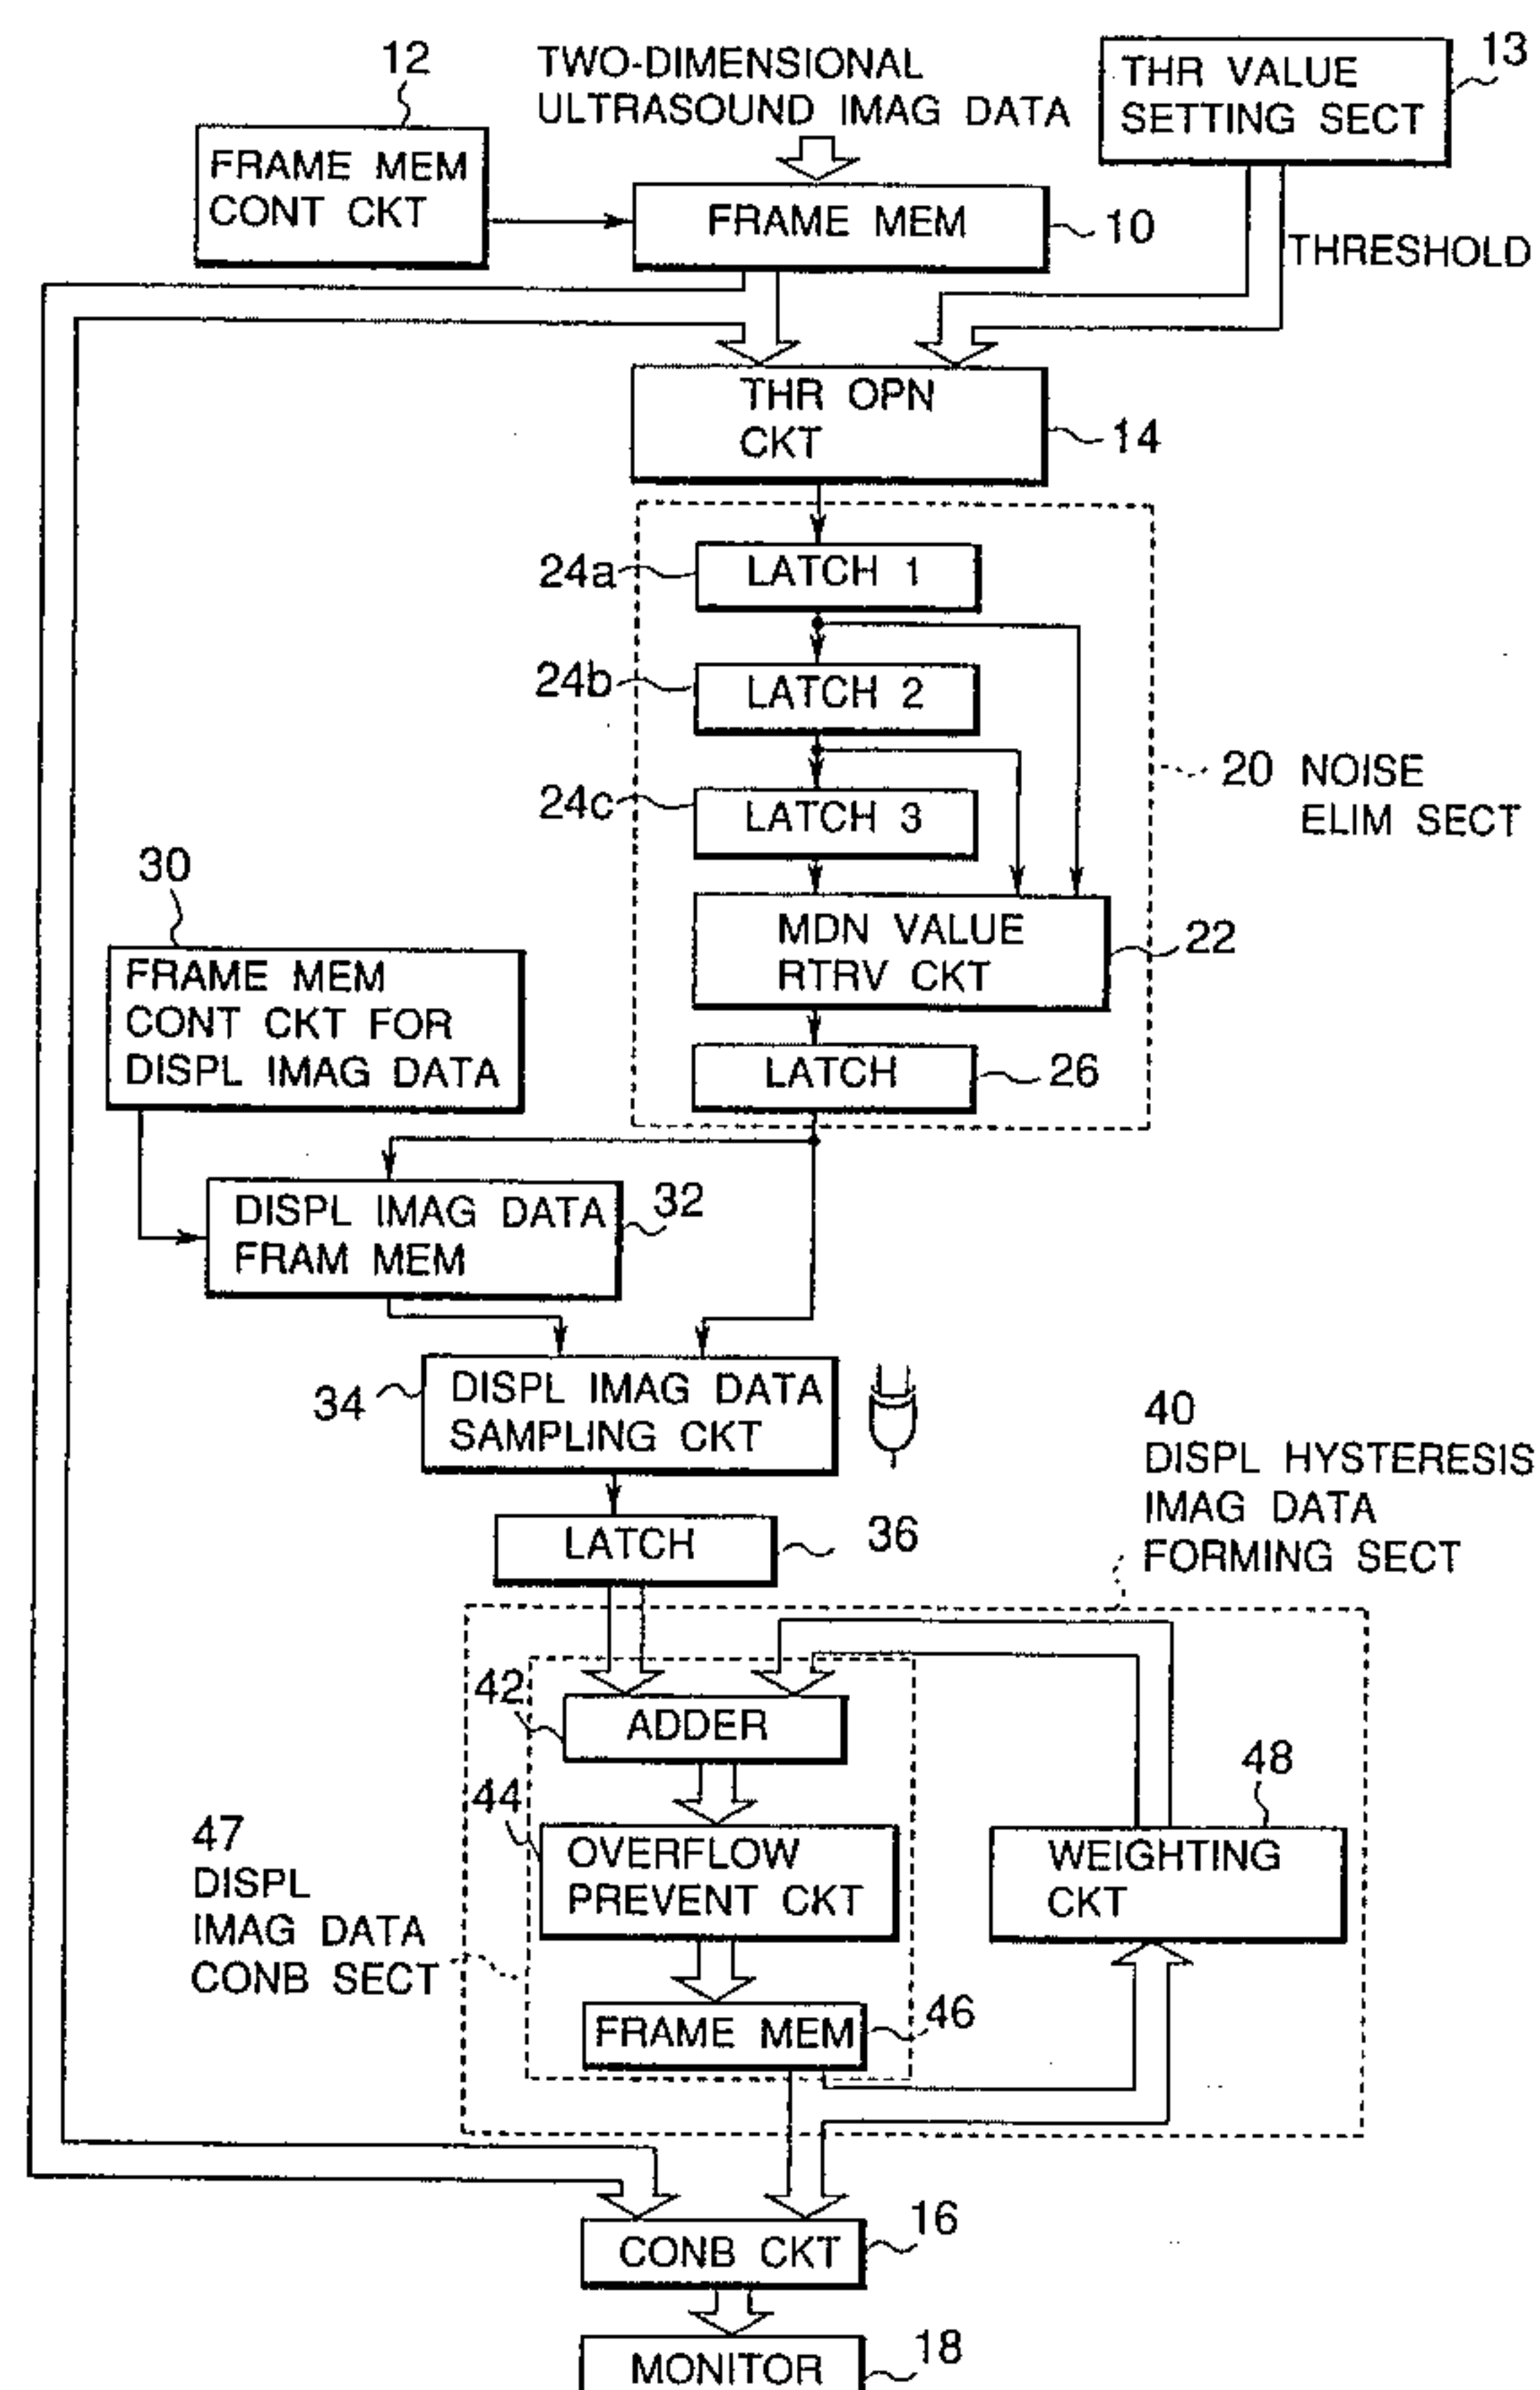 12
TWO-DIMENSIONAL
ULTRASOUND IMAG DATA
THR VALUE
SETTING SECT
13
FRAME MEM
CONT CKT
FRAME MEM
10
THRESHOLD
THR OPN
CKT
14
24a
LATCH 1
24b
LATCH 2
24c
LATCH 3
20 NOISE
ELIM SECT
MDN VALUE
RTRV CKT
22
30
FRAME MEM
CONT CKT FOR
DISPL IMAG DATA
LATCH
26
DISPL IMAG DATA
FRAM MEM
32
34
DISPL IMAG DATA
SAMPLING CKT
LATCH
36
40
DISPL HYSTERESIS
IMAG DATA
FORMING SECT
42
ADDER
44
OVERFLOW
PREVENT CKT
48
WEIGHTING
CKT
47
DISPL
IMAG DATA
CONB SECT
FRAME MEM
46
CONB CKT
16
MONITOR
18